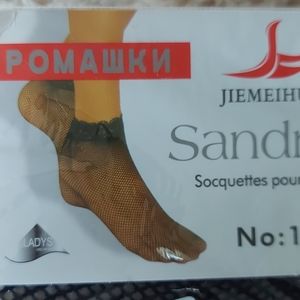 РОМАШКИ
JIEMEIHU
Sandr
Socquettes pour
No:1
LADYS